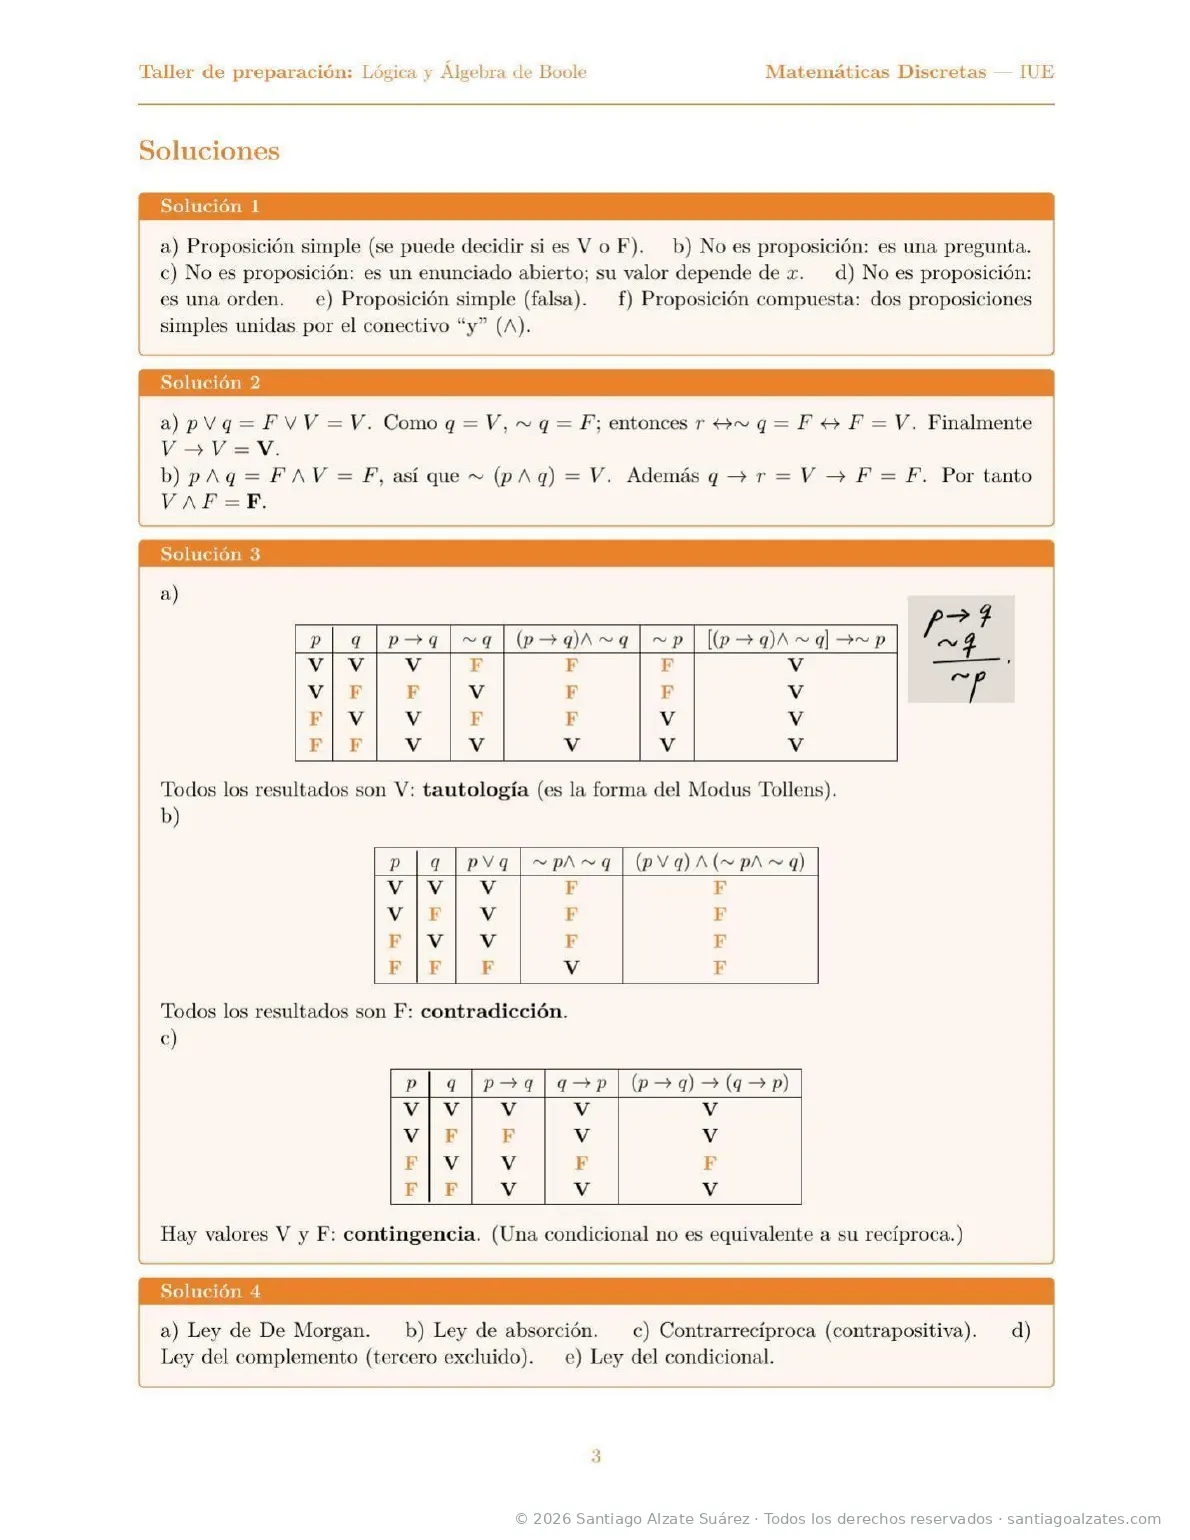 Taller de preparación: Lógica y Álgebra de Boole Matemáticas Discretas — IUE
Soluciones
Solución 1
a) Proposición simple (se puede decidir si es V o F). b) No es proposición: es una pregunta.
c) No es proposición: es un enunciado abierto; su valor depende de x. d) No es proposición:
es una orden. e) Proposición simple (falsa). f) Proposición compuesta: dos proposiciones
simples unidas por el conectivo “y” (∧).
Solución 2
a) p ∨ q = F ∨ V = V. Como q = V, ∼ q = F; entonces r ↔∼ q = F ↔ F = V. Finalmente
V → V = V.
b) p ∧ q = F ∧ V = F, así que ∼ (p ∧ q) = V. Además q → r = V → F = F. Por tanto
V ∧ F = F.
Solución 3
a)
p q p → q ∼ q (p → q)∧ ∼ q ∼ p [(p → q)∧ ∼ q] →∼ p
V V V F F F V
V F F V F F V
F V V F F V V
F F V V V V V
p → q
~q
~p
Todos los resultados son V: tautología (es la forma del Modus Tollens).
b)
p q p ∨ q ∼ p∧ ∼ q (p ∨ q) ∧ (∼ p∧ ∼ q)
V V V F F
V F V F F
F V V F F
F F F V F
Todos los resultados son F: contradicción.
c)
p q p → q q → p (p → q) → (q → p)
V V V V V
V F F V V
F V V F F
F F V V V
Hay valores V y F: contingencia. (Una condicional no es equivalente a su recíproca.)
Solución 4
a) Ley de De Morgan. b) Ley de absorción. c) Contrarrecíproca (contrapositiva). d)
Ley del complemento (tercero excluido). e) Ley del condicional.
3
© 2026 Santiago Alzate Suárez · Todos los derechos reservados · santiagoalzates.com